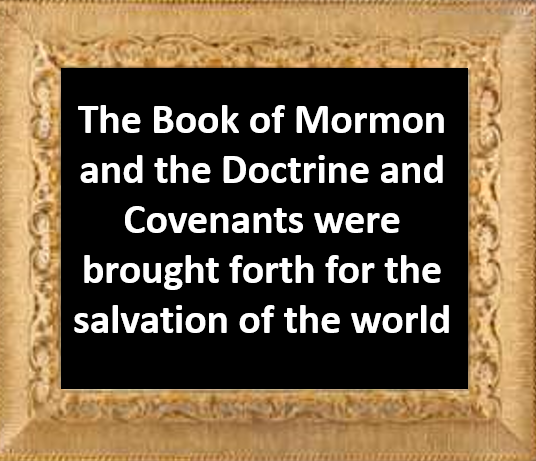 The Book of Mormon
and the Doctrine and
Covenants were
brought forth for the
salvation of the world